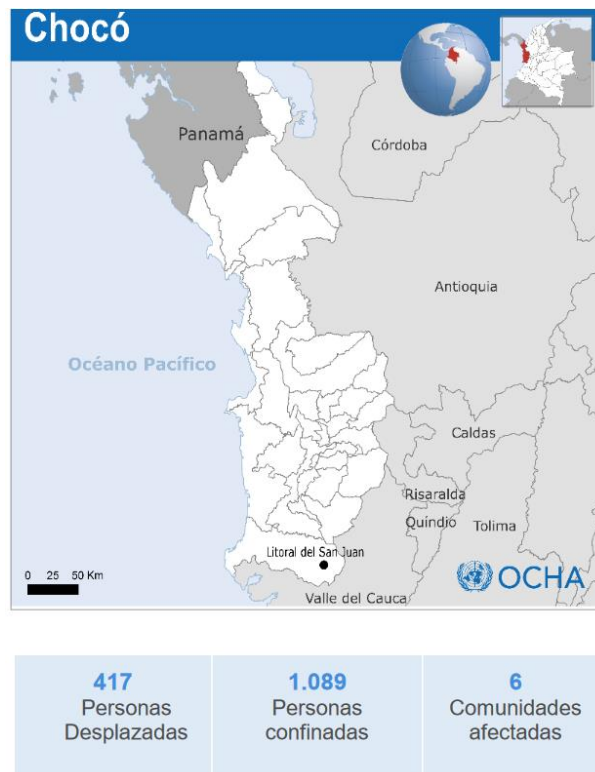 Chocó
Panamá
Córdoba
Antioquia
Océano Pacífico
Caldas
Risaralda
Quindío
Tolima
Litoral del San Juan
0 25 50 Km
OCHA
Valle del Cauca
417
Personas
Desplazadas
1.089
Personas
confinadas
6
Comunidades
afectadas